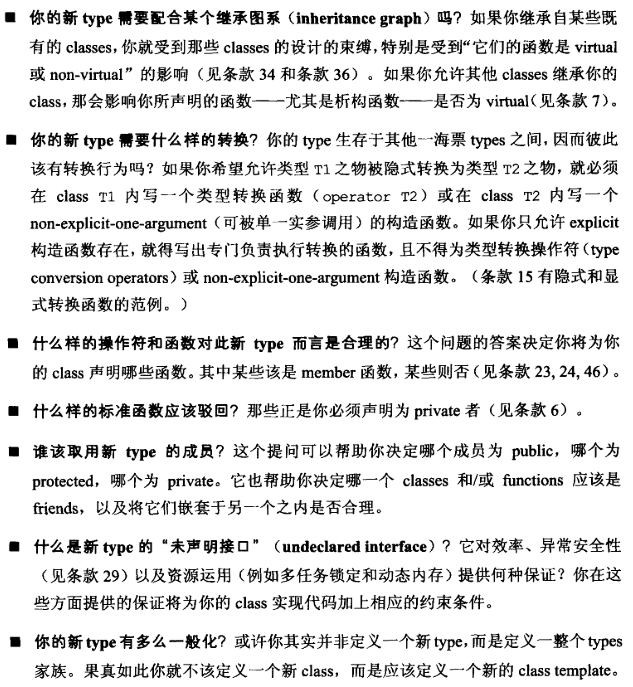 ■ 你的新 type 需要配合某个继承图系（inheritance graph）吗？如果你继承自某些既
有的 classes，你就受到那些 classes 的设计的束缚，特别是受到“它们的函数是 virtual
或 non-virtual”的影响（见条款 34 和条款 36）。如果你允许其他 classes 继承你的
class，那会影响你所声明的函数——尤其是析构函数——是否为 virtual（见条款 7）。
■ 你的新 type 需要什么样的转换？你的 type 生存于其他一海票 types 之间，因而彼此
该有转换行为吗？如果你希望允许类型 T1 之物被隐式转换为类型 T2 之物，就必须
在 class T1 内写一个类型转换函数（operator T2）或在 class T2 内写一个
non-explicit-one-argument（可被单一实参调用）的构造函数。如果你只允许 explicit
构造函数存在，就得写出专门负责执行转换的函数，且不得为类型转换操作符（type
conversion operators）或 non-explicit-one-argument 构造函数。（条款 15 有隐式和显
式转换函数的范例。）
■ 什么样的操作符和函数对此新 type 而言是合理的？这个问题的答案决定你将为你
的 class 声明哪些函数。其中某些该是 member 函数，某些则否（见条款 23, 24, 46）。
■ 什么样的标准函数应该驳回？那些正是你必须声明为 private 者（见条款 6）。
■ 谁该取用新 type 的成员？这个提问可以帮助你决定哪个成员为 public，哪个为
protected，哪个为 private。它也帮助你决定哪一个 classes 和/或 functions 应该是
friends，以及将它们嵌套于另一个之内是否合理。
■ 什么是新 type 的“未声明接口”（undeclared interface）？它对效率、异常安全性
（见条款 29）以及资源运用（例如多任务锁定和动态内存）提供何种保证？你在这
些方面提供的保证将为你的 class 实现代码加上相应的约束条件。
■ 你的新 type 有多么一般化？或许你其实并非定义一个新 type，而是定义一整个 types
家族。果真如此你就不该定义一个新 class，而是应该定义一个新的 class template。